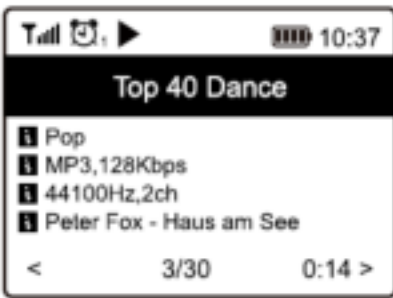 10:37
Top 40 Dance
Pop
MP3,128Kbps
44100Hz,2ch
Peter Fox - Haus am See
< 3/30 0:14 >